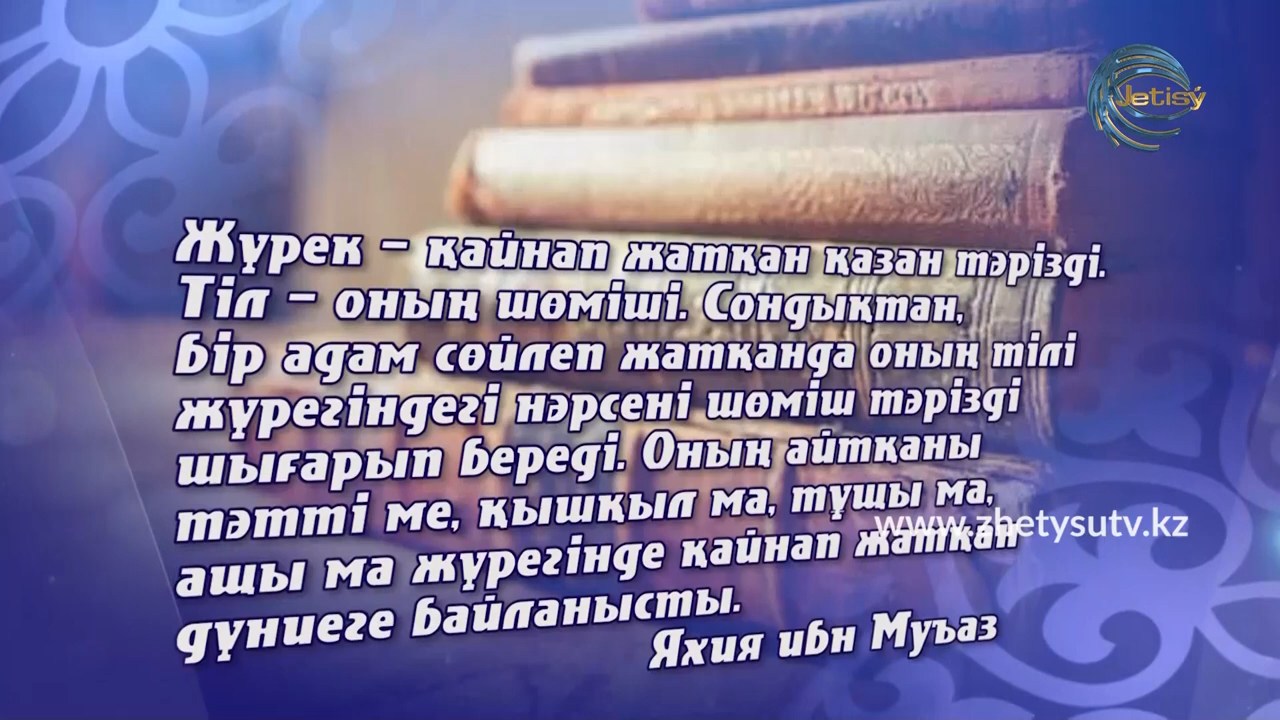 Jetisý
Жүрек – қайнап жатқан қазан тәрізді.
Тіл – оның шөміші. Сондықтан,
бір адам сөйлеп жатқанда оның тілі
жүрегіндегі нәрсені шөміш тәрізді
шығарып береді. Оның айтқаны
тәтті ме, қышқыл ма, тұщы ма,
www.zhetysutv.kz
ащы ма жүрегінде қайнап жатқан
дүниеге байланысты.
Яхия ибн Муъаз